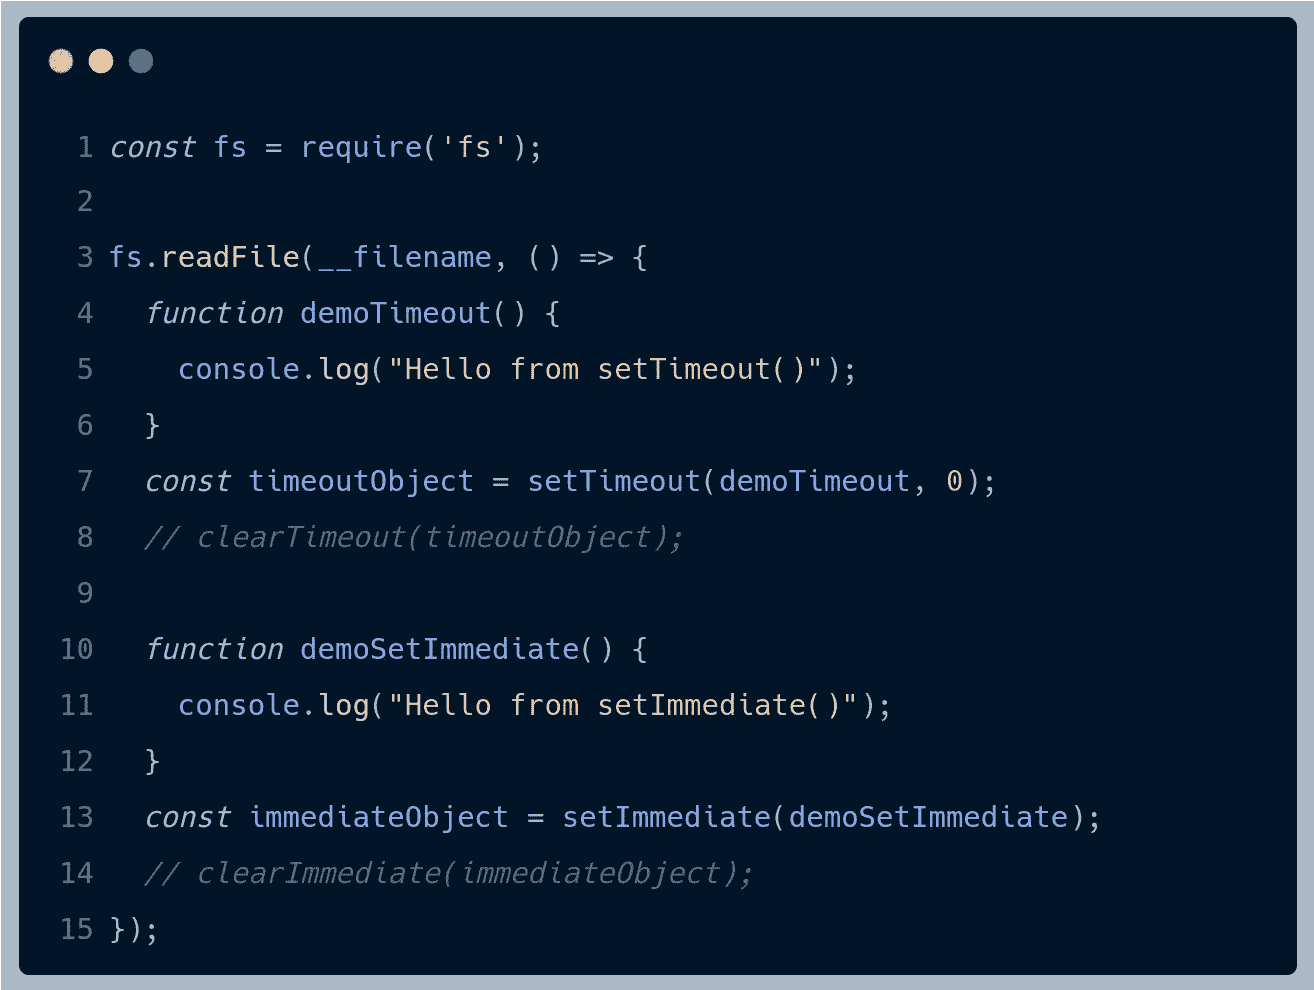 1 const fs = require('fs');
2
3 fs.readFile(__filename, () => {
4   function demoTimeout() {
5     console.log("Hello from setTimeout()");
6   }
7   const timeoutObject = setTimeout(demoTimeout, 0);
8   // clearTimeout(timeoutObject);
9
10   function demoSetImmediate() {
11     console.log("Hello from setImmediate()");
12   }
13   const immediateObject = setImmediate(demoSetImmediate);
14   // clearImmediate(immediateObject);
15 });